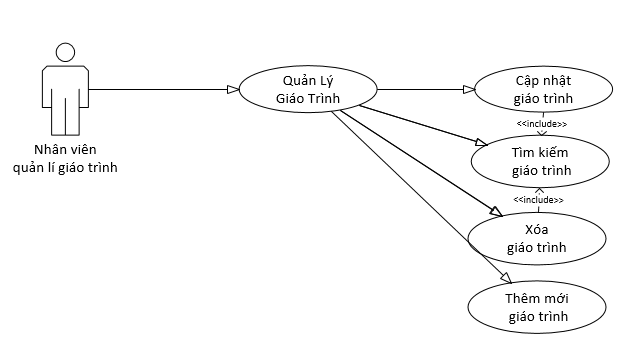 Nhân viên
quản lí giáo trình
Quản Lý
Giáo Trình
Cập nhật
giáo trình
<<include>>
Tìm kiếm
giáo trình
<<include>>
Xóa
giáo trình
Thêm mới
giáo trình